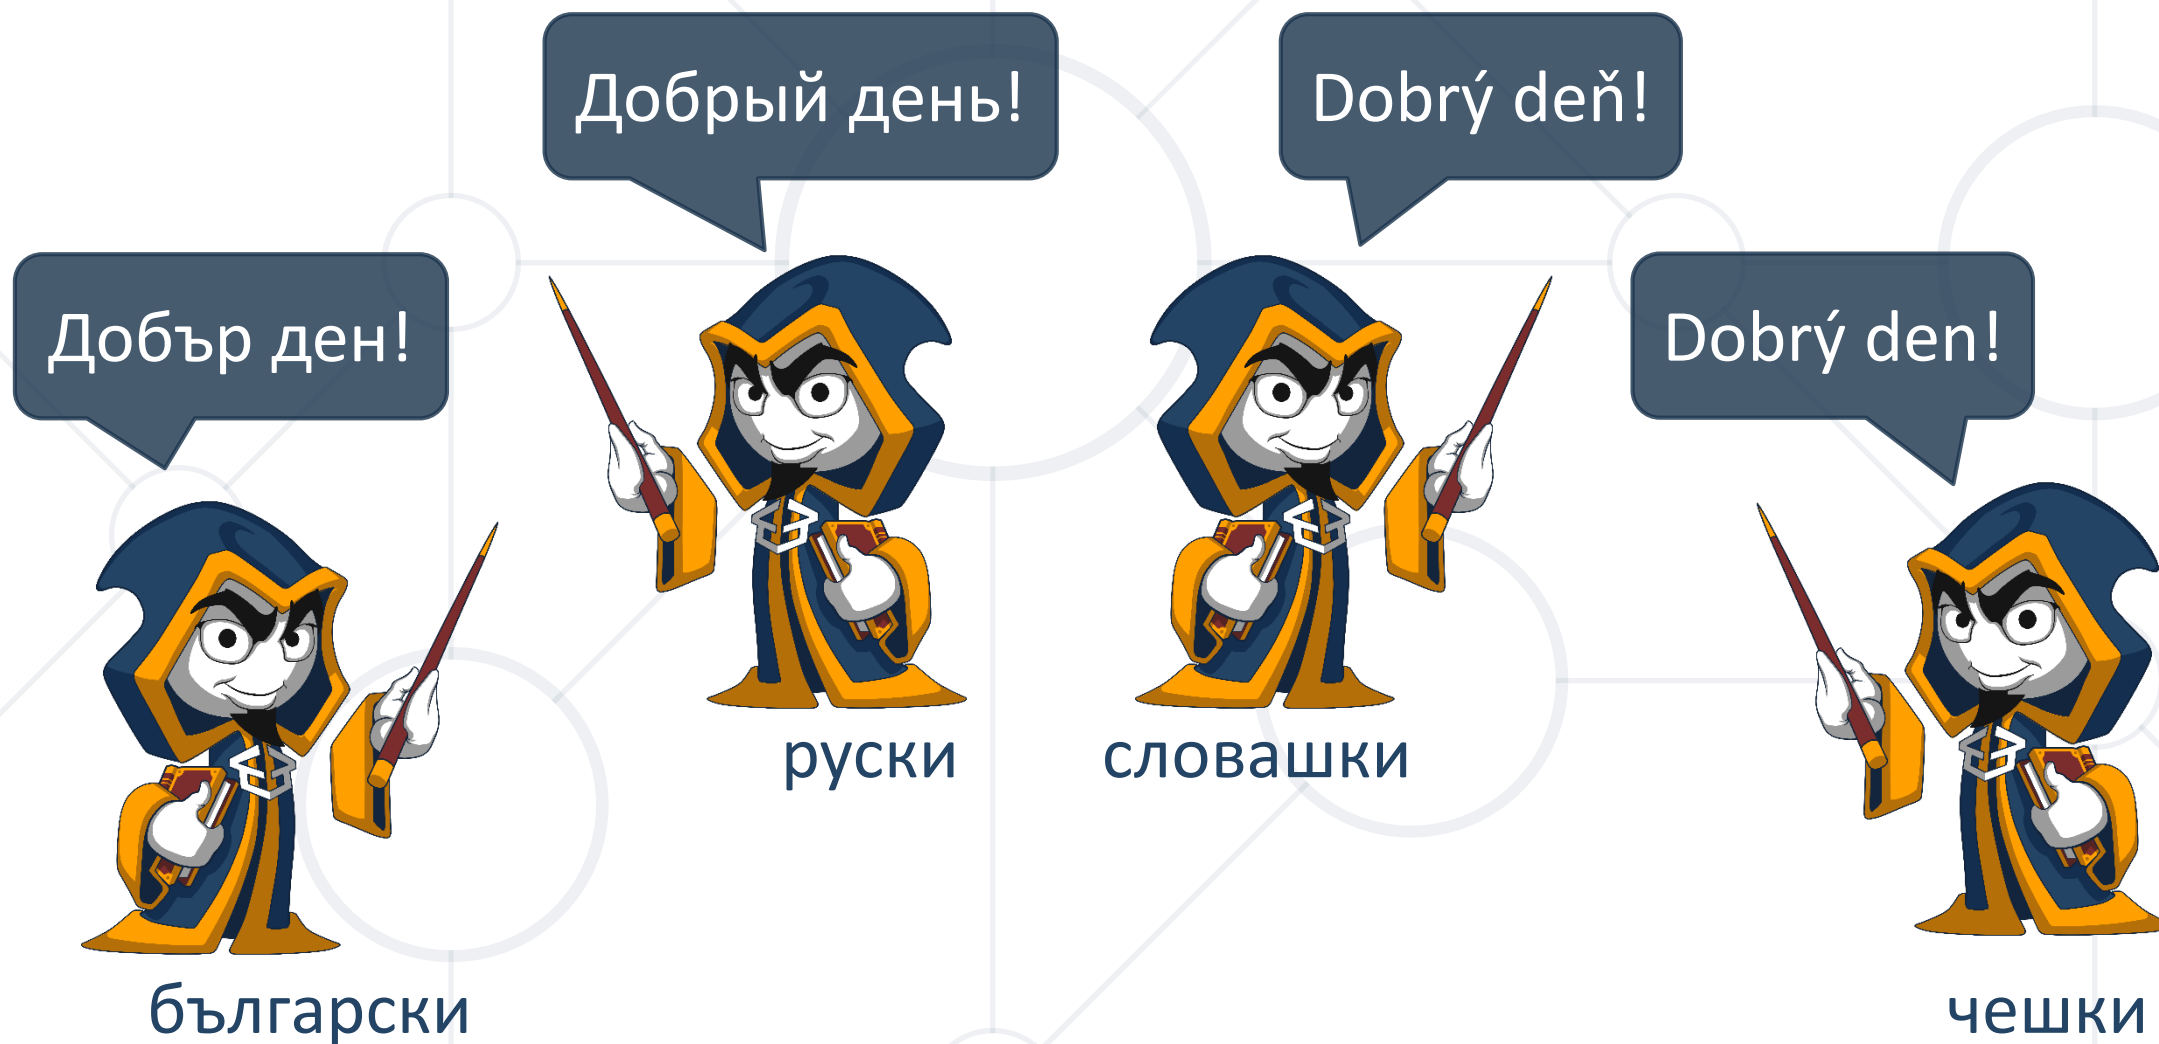 Добрый день!
Dobrý deň!
Добър ден!
Dobrý den!
руски
словашки
български
чешки